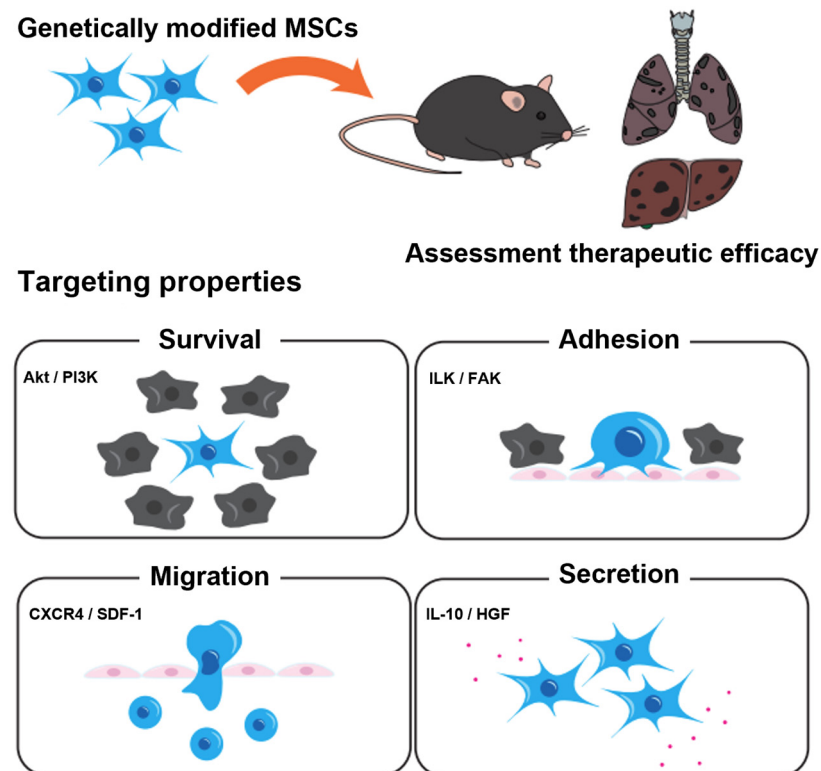 Genetically modified MSCs
Assessment therapeutic efficacy
Targeting properties
Survival
Akt / PI3K
Adhesion
ILK / FAK
Migration
CXCR4 / SDF-1
Secretion
IL-10 / HGF